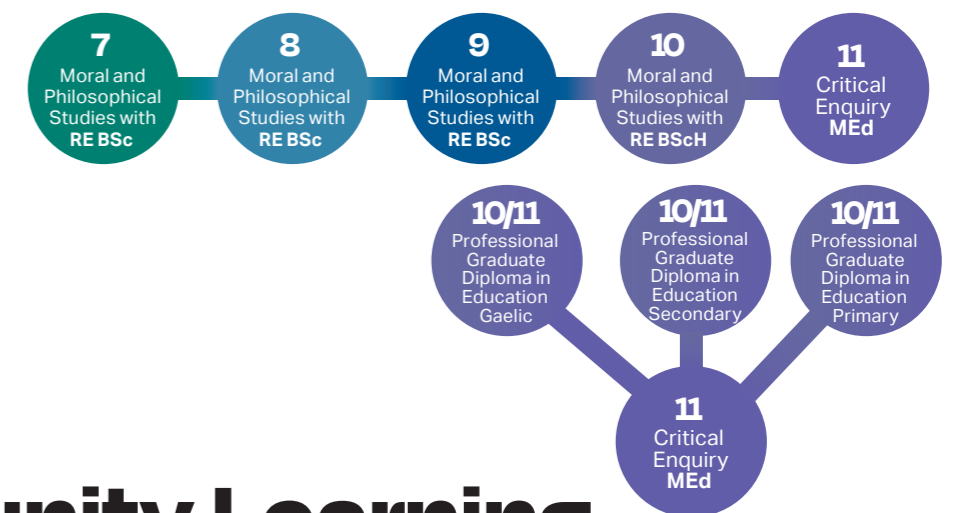 7
Moral and
Philosophical
Studies with
RE BSc
8
Moral and
Philosophical
Studies with
RE BSc
9
Moral and
Philosophical
Studies with
RE BSc
10
Moral and
Philosophical
Studies with
RE BScH
11
Critical
Enquiry
MEd
10/11
Professional
Graduate
Diploma in
Education
Gaelic
10/11
Professional
Graduate
Diploma in
Education
Secondary
10/11
Professional
Graduate
Diploma in
Education
Primary
11
Critical
Enquiry
MEd